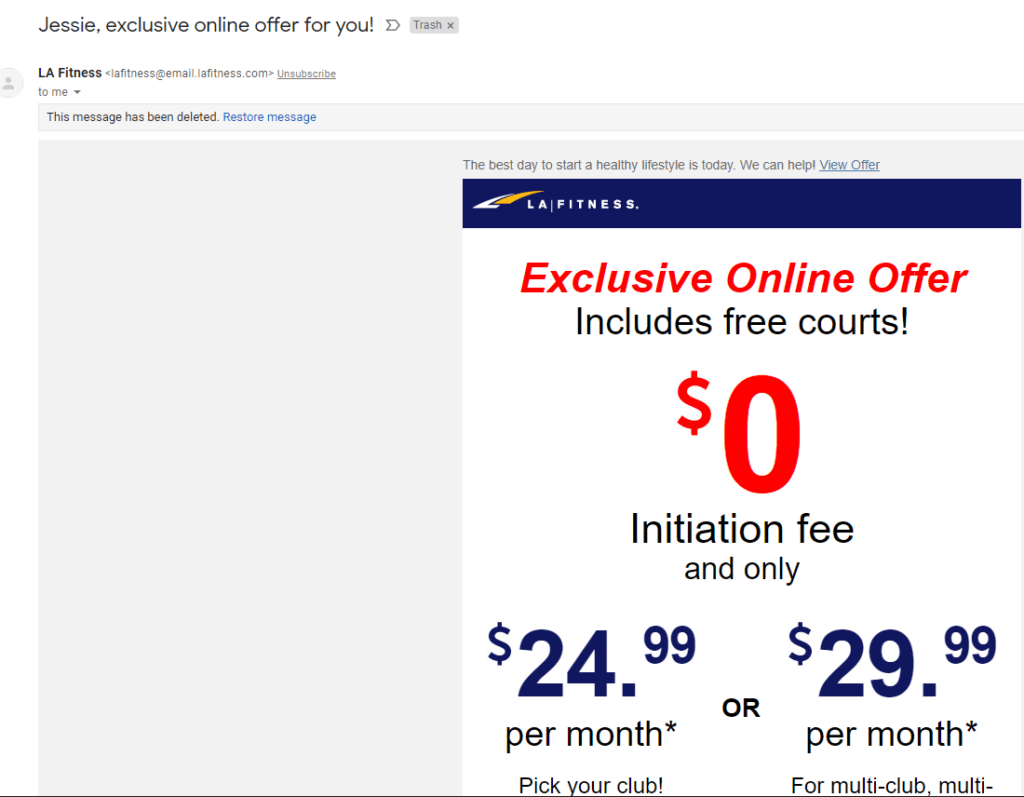 Jessie, exclusive online offer for you! Trash x
LA Fitness <lafitness@email.lafitness.com> Unsubscribe
to me
This message has been deleted. Restore message
The best day to start a healthy lifestyle is today. We can help! View Offer
LA|FITNESS.
Exclusive Online Offer
Includes free courts!
$0
Initiation fee
and only
$24.99
per month*
Pick your club!
OR
$29.99
per month*
For multi-club, multi-